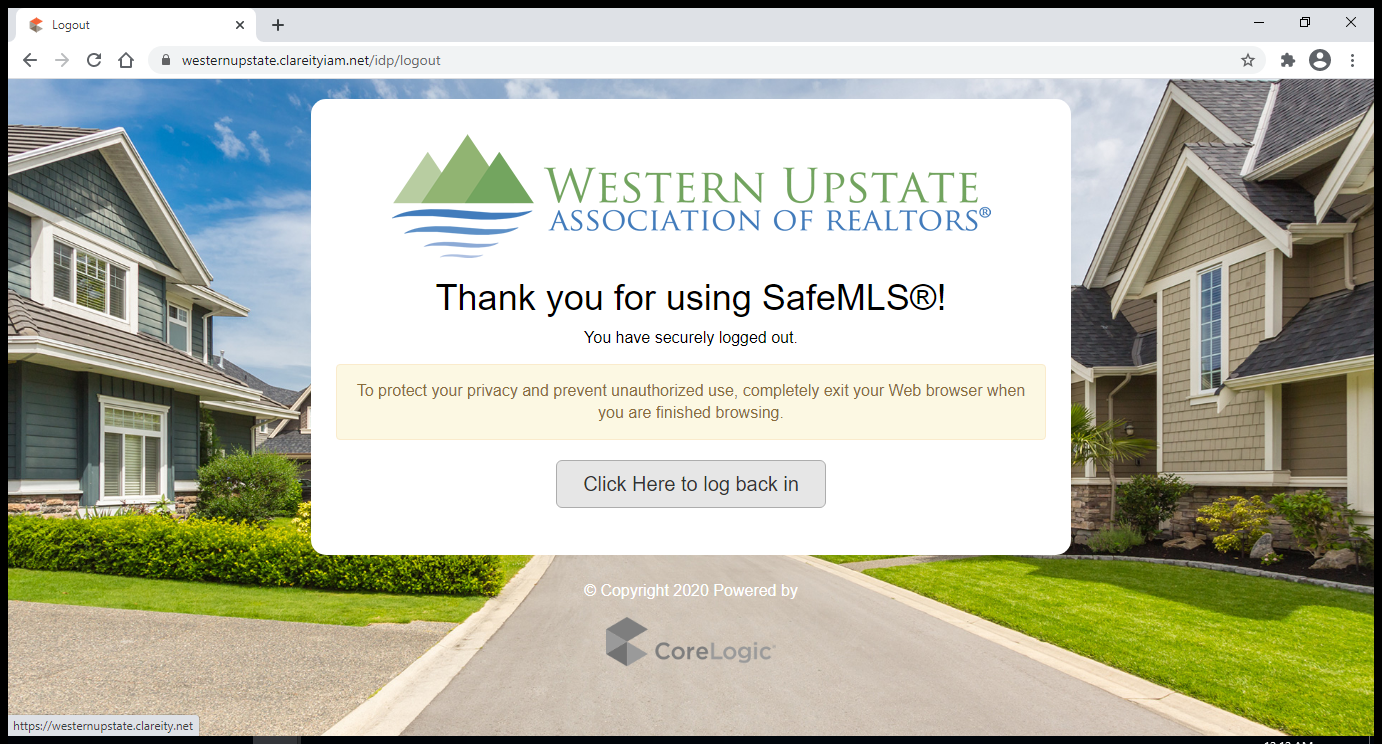 Logout
westernupstate.clareityiam.net/idp/logout
WESTERN UPSTATE
ASSOCIATION OF REALTORS®
Thank you for using SafeMLS®!
You have securely logged out.
To protect your privacy and prevent unauthorized use, completely exit your Web browser when
you are finished browsing.
Click Here to log back in
© Copyright 2020 Powered by
CoreLogic
https://westernupstate.clareity.net